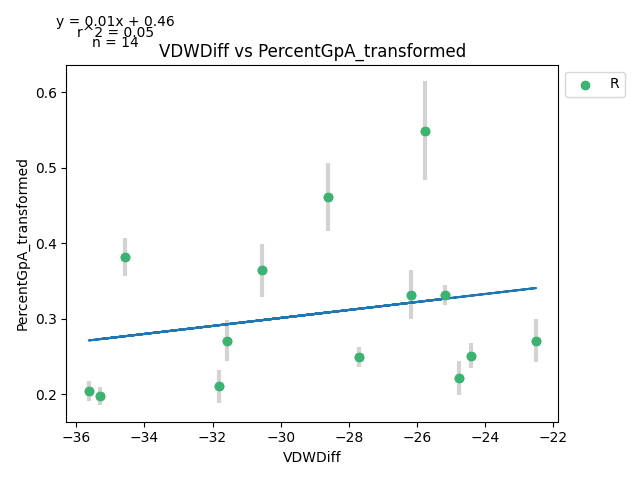 y = 0.01x + 0.46
r^2 = 0.05
n = 14
VDWDiff vs PercentGpA_transformed
R
PercentGpA_transformed
0.6
0.5
0.4
0.3
0.2
−36 −34 −32 −30 −28 −26 −24 −22
VDWDiff